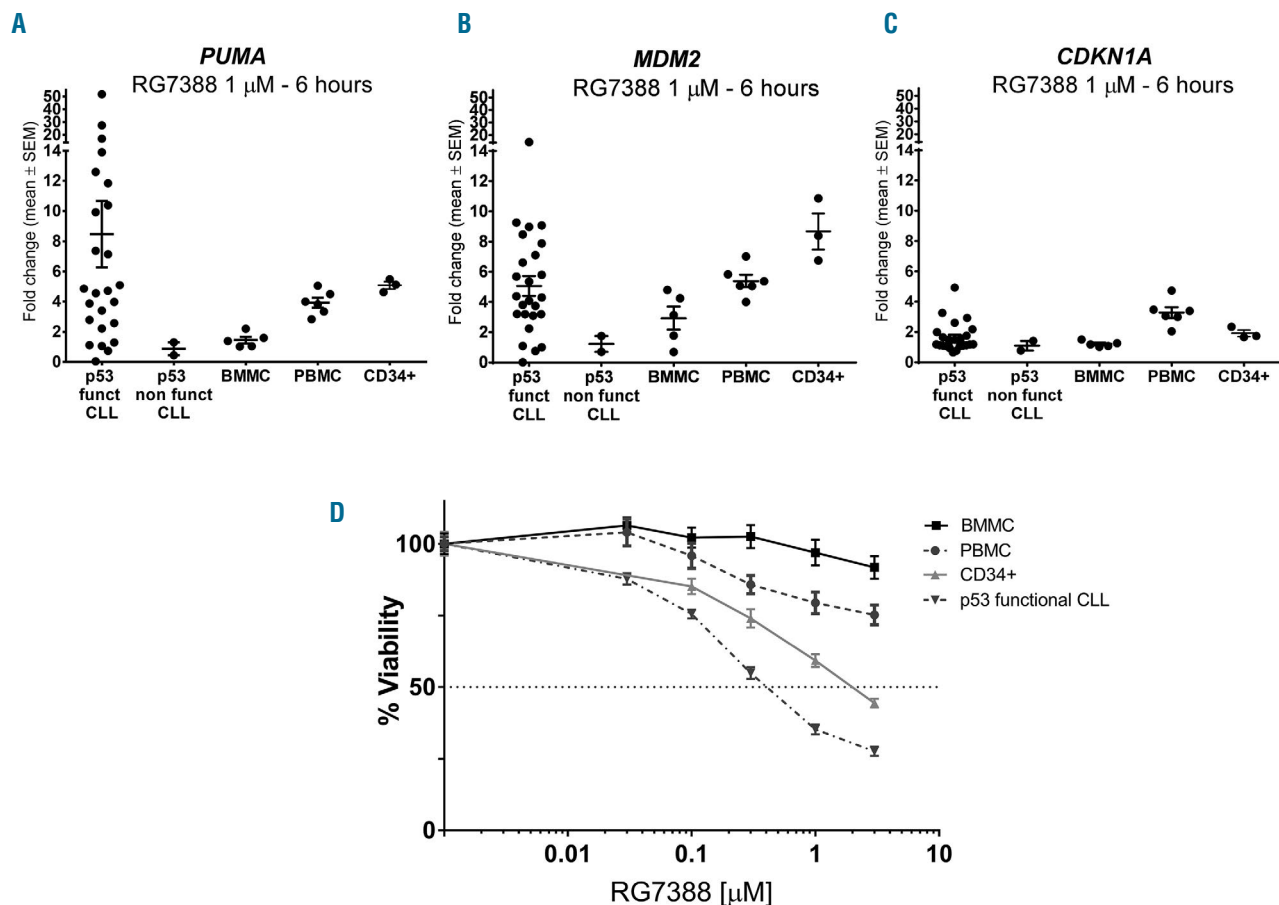 A
PUMA
RG7388 1 μM - 6 hours
Fold change (mean ± SEM)
50
40
30
20
14
12
10
8
6
4
2
0
p53 funct CLL
p53 non funct CLL
BMMC
PBMC
CD34+
B
MDM2
RG7388 1 μM - 6 hours
Fold change (mean ± SEM)
50
40
30
20
14
12
10
8
6
4
2
0
p53 funct CLL
p53 non funct CLL
BMMC
PBMC
CD34+
C
CDKN1A
RG7388 1 μM - 6 hours
Fold change (mean ± SEM)
50
40
30
20
14
12
10
8
6
4
2
0
p53 funct CLL
p53 non funct CLL
BMMC
PBMC
CD34+
D
% Viability
100
50
0
0.01
0.1
1
10
RG7388 [μM]
BMMC
PBMC
CD34+
p53 functional CLL